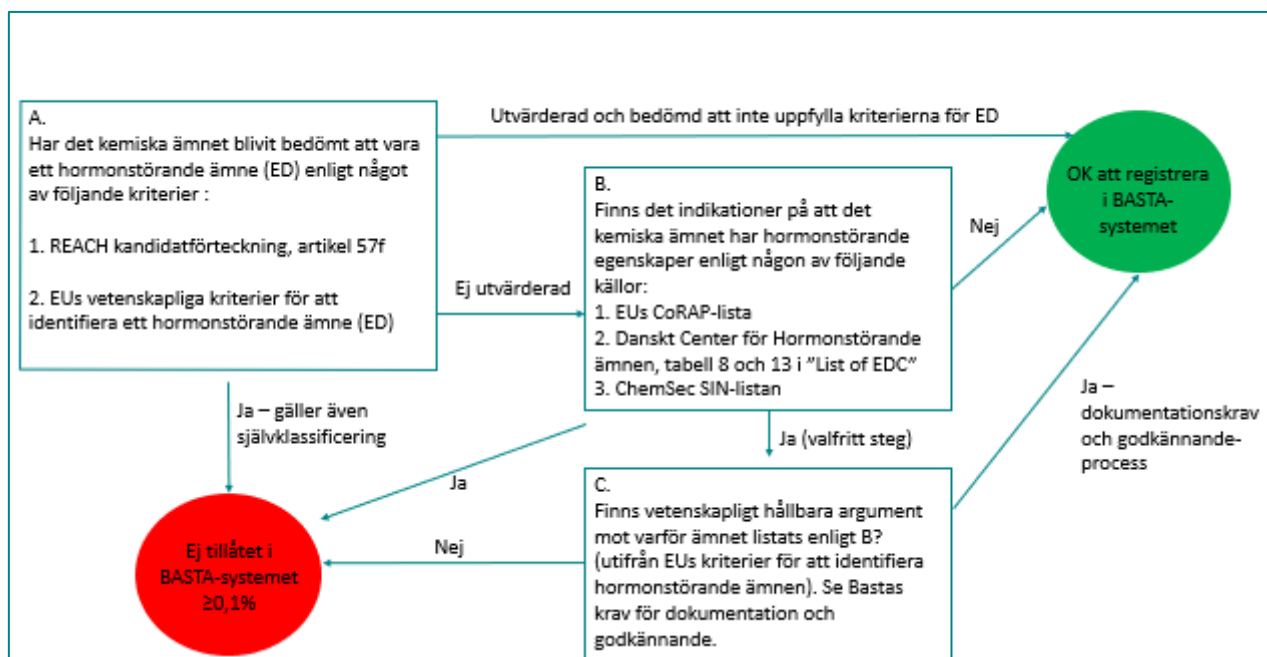 A.
Har det kemiska ämnet blivit bedömt att vara
ett hormonstörande ämne (ED) enligt något
av följande kriterier :
1. REACH kandidatförteckning, artikel 57f
2. EUs vetenskapliga kriterier för att
identifiera ett hormonstörande ämne (ED)
Utvärderad och bedömd att inte uppfylla kriterierna för ED
OK att registrera
i BASTA-
systemet
Ej utvärderad
B.
Finns det indikationer på att det
kemiska ämnet har hormonstörande
egenskaper enligt någon av följande
källor:
1. EUs CoRAP-lista
2. Danskt Center för Hormonstörande
ämnen, tabell 8 och 13 i ”List of EDC”
3. ChemSec SIN-listan
Nej
Ja – gäller även
självklassificering
Ja
Ja (valfritt steg)
Ja –
dokumentationskrav
och godkännande-
process
Ej tillåtet i
BASTA-systemet
≥0,1%
Nej
C.
Finns vetenskapligt hållbara argument
mot varför ämnet listats enligt B?
(utifrån EUs kriterier för att identifiera
hormonstörande ämnen). Se Bastas
krav för dokumentation och
godkännande.